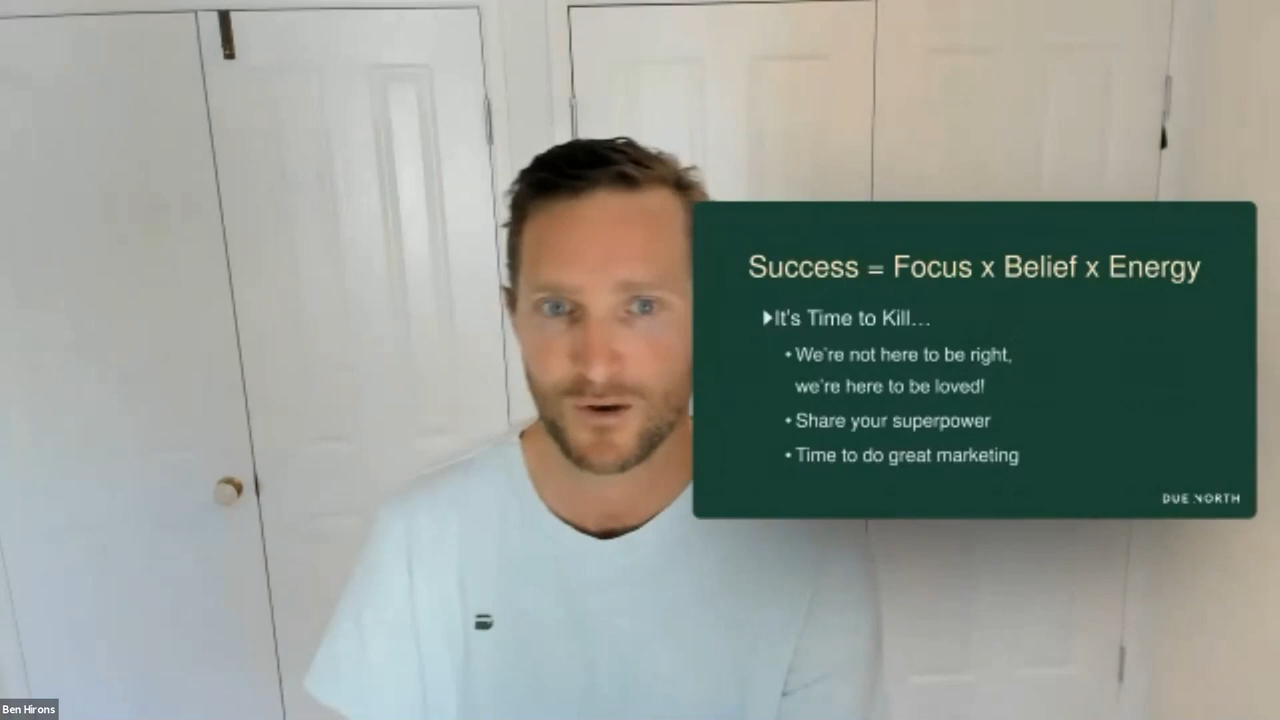 Success = Focus x Belief x Energy
It's Time to Kill...
• We're not here to be right,
we're here to be loved!
• Share your superpower
• Time to do great marketing
DUE NORTH
Ben Hirons